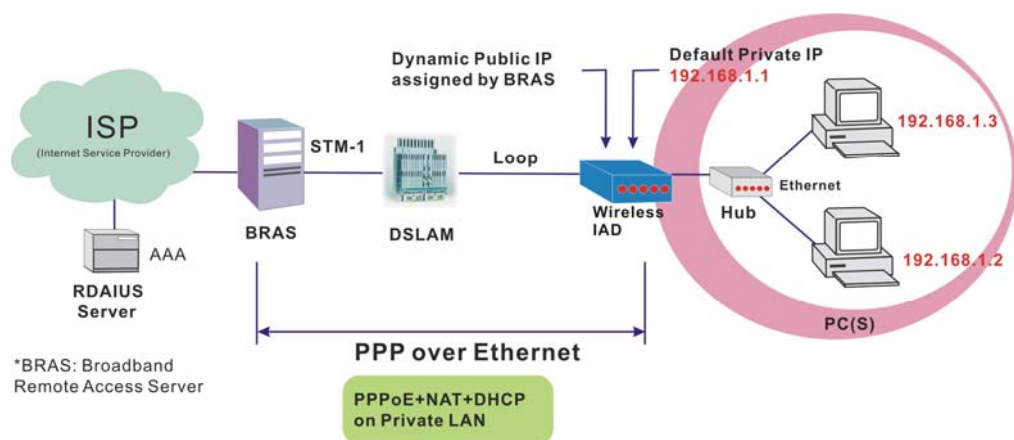 Dynamic Public IP
assigned by BRAS
Default Private IP
192.168.1.1
ISP
(Internet Service Provider)
STM-1
Loop
192.168.1.3
Ethernet
BRAS
DSLAM
Wireless
IAD
Hub
AAA
192.168.1.2
RDAIUS
Server
PC(S)
PPP over Ethernet
*BRAS: Broadband
Remote Access Server
PPPoE+NAT+DHCP
on Private LAN